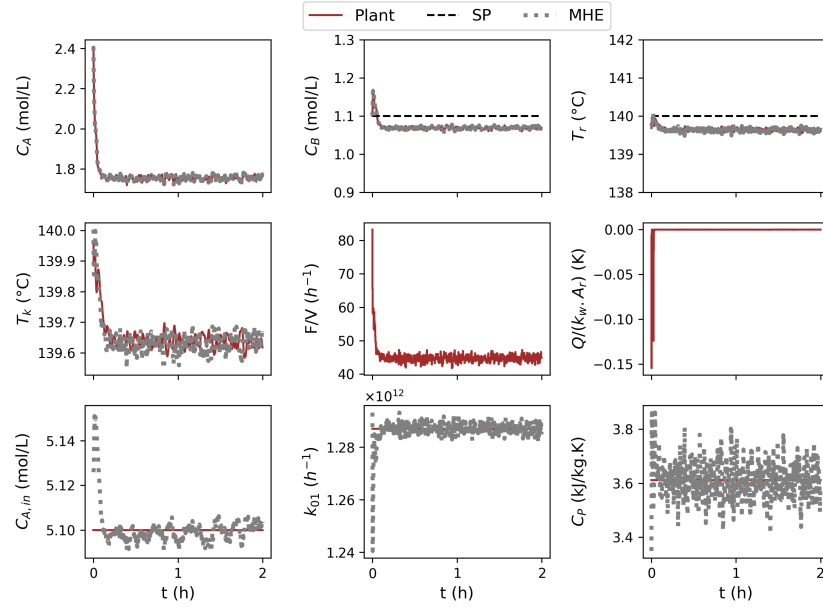 Plant SP MHE
2.4
2.2
2.0
1.8
C_A (mol/L)
1.3
1.2
1.1
1.0
0.9
C_B (mol/L)
142
141
140
139
138
T_r (°C)
140.0
139.9
139.8
139.7
139.6
T_k (°C)
80
70
60
50
40
F/V (h^{-1})
0.00
−0.05
−0.10
−0.15
Q/(k_w. A_r) (K)
5.14
5.12
5.10
C_{A,in} (mol/L)
0 1 2
t (h)
×10^{12}
1.28
1.26
1.24
k_{01} (h^{-1})
0 1 2
t (h)
3.8
3.6
3.4
C_P (kJ/kg.K)
0 1 2
t (h)